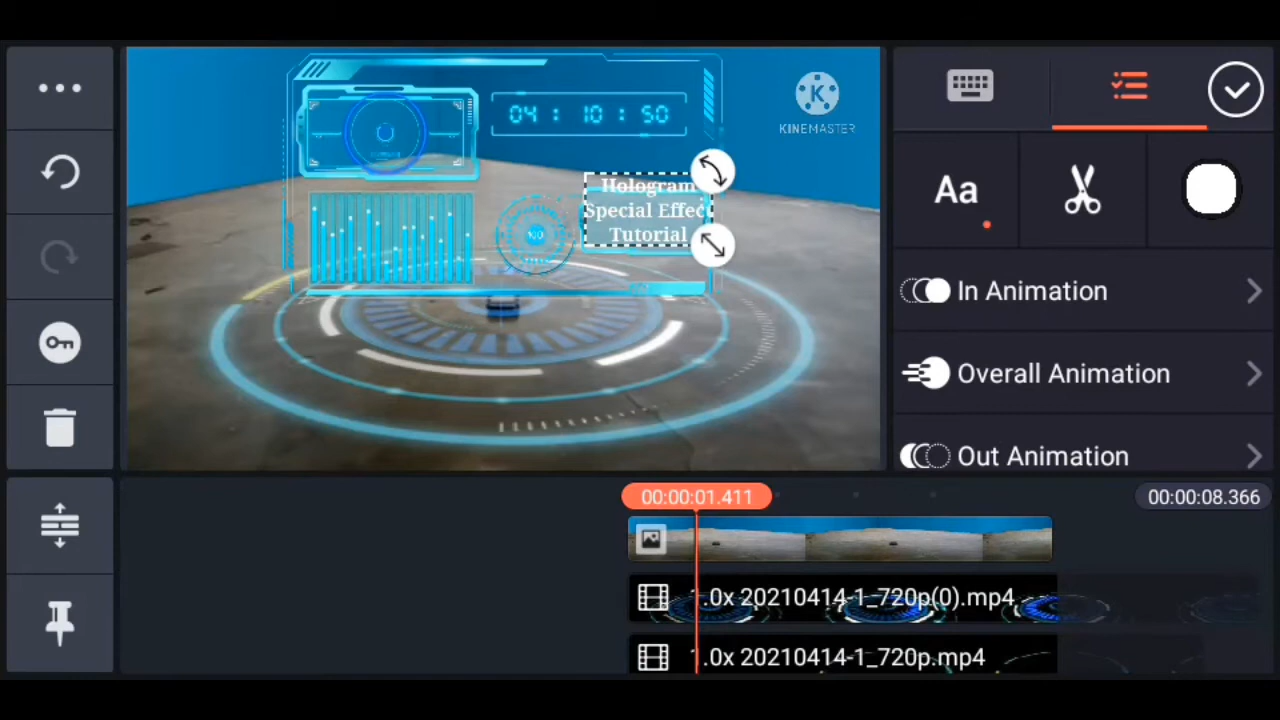 04 : 10 : 50
KINEMASTER
100
Hologram
Special Effec
Tutorial
Aa
In Animation
Overall Animation
Out Animation
00:00:01.411
00:00:08.366
1.0x 20210414-1_720p(0).mp4
1.0x 20210414-1_720p.mp4